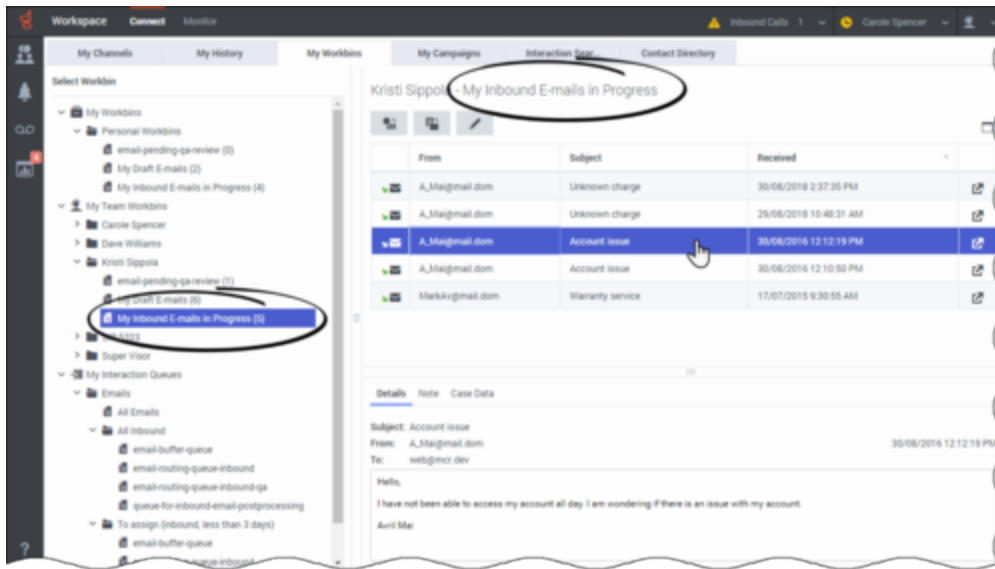 Workspace Connect Monitor
Inbound Calls 1
Carole Spencer
My Channels My History My Workbins My Campaigns Interaction Sear... Contact Directory
Select Workbin
My Workbins
Personal Workbins
email-pending-qa-review (0)
My Draft E-mails (2)
My Inbound E-mails in Progress (4)
My Team Workbins
Carole Spencer
Dave Williams
Kristi Sippola
email-pending-qa-review (1)
My Draft E-mails (6)
My Inbound E-mails in Progress (5)
Super Visor
My Interaction Queues
Emails
All Emails
All Inbound
email-buffer-queue
email-routing-queue-inbound
email-routing-queue-inbound-qa
queue-for-inbound-email-postprocessing
To assign (inbound, less than 3 days)
email-buffer-queue
Kristi Sippola - My Inbound E-mails in Progress
From Subject Received
A_Mai@mail.dom Unknown charge 30/08/2018 2:37:35 PM
A_Mai@mail.dom Unknown charge 29/08/2018 10:48:31 AM
A_Mai@mail.dom Account issue 30/08/2016 12:12:19 PM
A_Mai@mail.dom Account issue 30/08/2016 12:10:50 PM
MarkAv@mail.dom Warranty service 17/07/2015 9:30:55 AM
Details Note Case Data
Subject: Account issue
From: A_Mai@mail.dom 30/08/2016 12:12:19 PM
To: web@mcr.dev
Hello,
I have not been able to access my account all day. I am wondering if there is an issue with my account.
Avril Mai
?